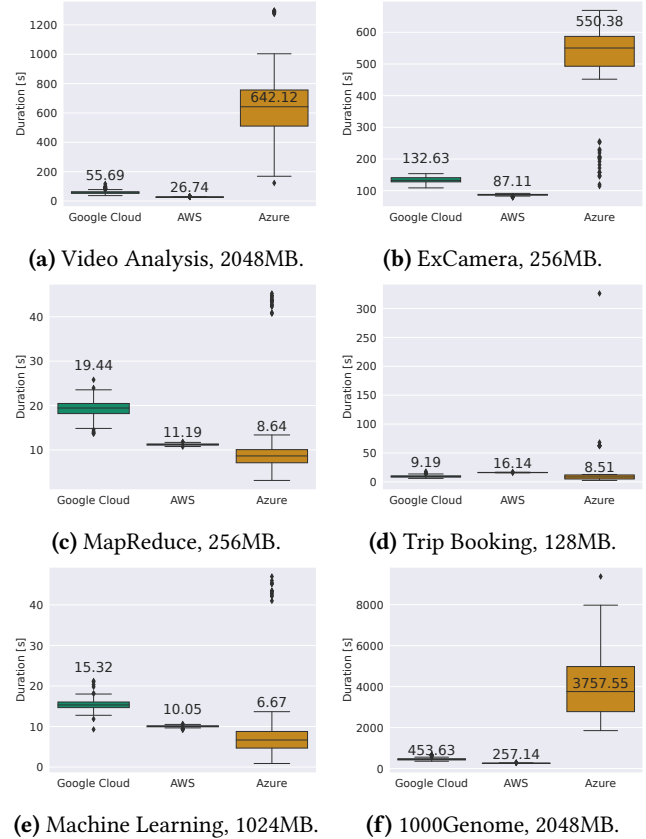 1200
1000
800
600
400
200
0
Duration [s]
55.69
26.74
642.12
Google Cloud AWS Azure
(a) Video Analysis, 2048MB.
600
500
400
300
200
100
Duration [s]
132.63
87.11
550.38
Google Cloud AWS Azure
(b) ExCamera, 256MB.
40
30
20
10
Duration [s]
19.44
11.19
8.64
Google Cloud AWS Azure
(c) MapReduce, 256MB.
300
250
200
150
100
50
0
Duration [s]
9.19
16.14
8.51
Google Cloud AWS Azure
(d) Trip Booking, 128MB.
40
30
20
10
0
Duration [s]
15.32
10.05
6.67
Google Cloud AWS Azure
(e) Machine Learning, 1024MB.
8000
6000
4000
2000
0
Duration [s]
453.63
257.14
3757.55
Google Cloud AWS Azure
(f) 1000Genome, 2048MB.